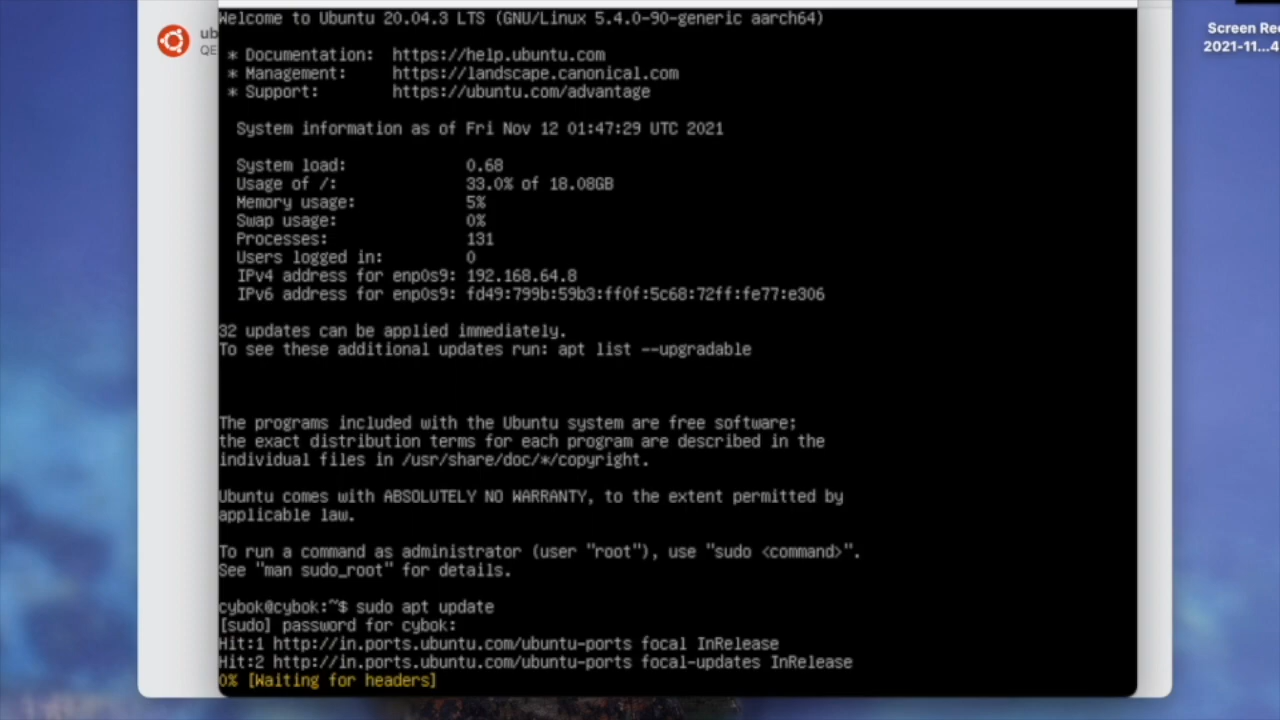 Welcome to Ubuntu 20.04.3 LTS (GNU/Linux 5.4.0-90-generic aarch64)
* Documentation: https://help.ubuntu.com
* Management: https://landscape.canonical.com
* Support: https://ubuntu.com/advantage
System information as of Fri Nov 12 01:47:29 UTC 2021
System load: 0.68
Usage of /: 33.0% of 18.08GB
Memory usage: 5%
Swap usage: 0%
Processes: 131
Users logged in: 0
IPv4 address for enp0s9: 192.168.64.8
IPv6 address for enp0s9: fd49:799b:59b3:ff0f:5c68:72ff:fe77:e306
32 updates can be applied immediately.
To see these additional updates run: apt list --upgradable
The programs included with the Ubuntu system are free software;
the exact distribution terms for each program are described in the
individual files in /usr/share/doc/*/copyright.
Ubuntu comes with ABSOLUTELY NO WARRANTY, to the extent permitted by
applicable law.
To run a command as administrator (user "root"), use "sudo <command>".
See "man sudo_root" for details.
cybok@cybok:~$ sudo apt update
[sudo] password for cybok:
Hit:1 http://in.ports.ubuntu.com/ubuntu-ports focal InRelease
Hit:2 http://in.ports.ubuntu.com/ubuntu-ports focal-updates InRelease
0% [Waiting for headers]
ub
QE
Screen Re
2021-11...4